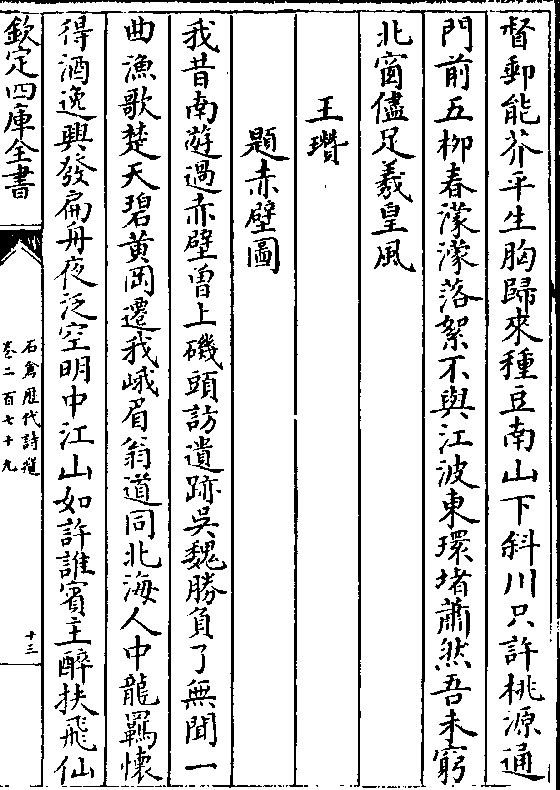 督郵能芥平生胸歸來種豆南山下斜川只許桃源通
門前五柳春濛濛落絮不與江波東環堵蕭然吾未窮
北窗儘足羲皇風
王瓚
題赤壁圖
我昔南遊過赤壁曽上磯頭訪遺跡吳魏勝負了無聞一
曲漁歌楚天碧黄岡遷我峨眉翁道同北海人中龍羈懐
得酒逸興發扁舟夜泛空明中江山如許誰賓主醉扶飛仙
欽定四庫全書
石倉歴代詩選
卷二百七十九
十三